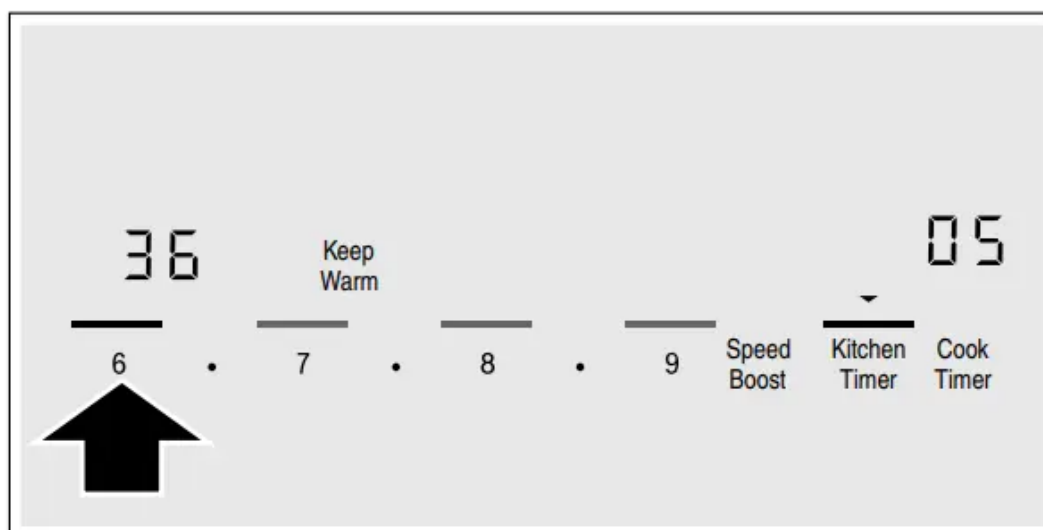 36 Keep Warm 05
6 . 7 . 8 . 9 Speed Boost Kitchen Timer Cook Timer